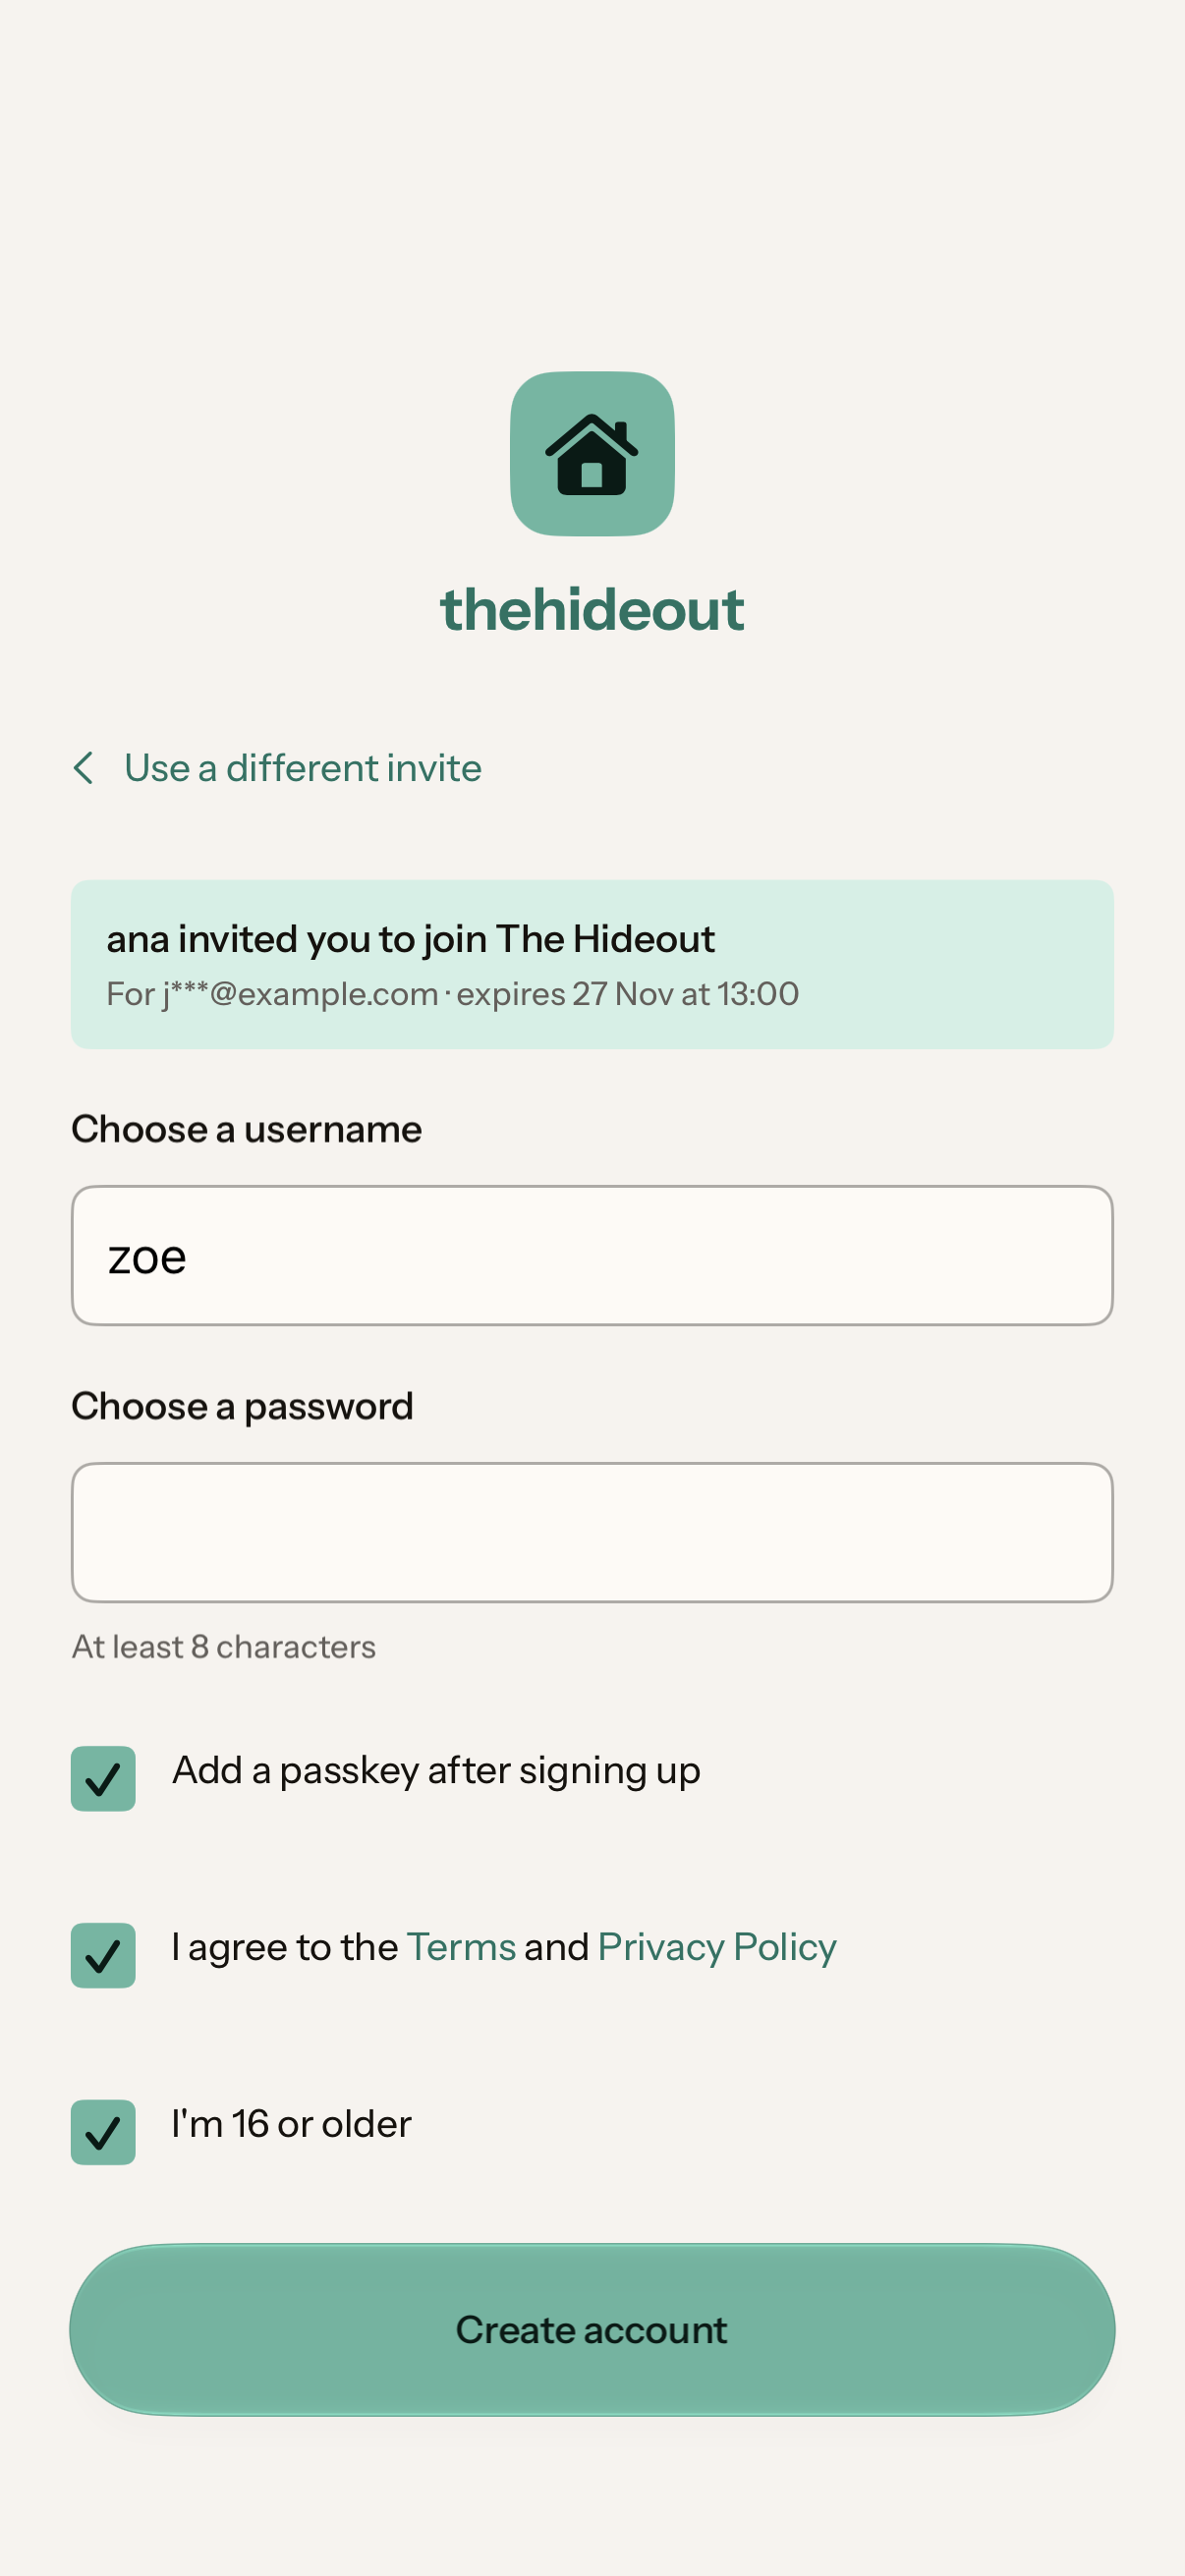 thehideout
Use a different invite
ana invited you to join The Hideout
For j***@example.com · expires 27 Nov at 13:00
Choose a username
zoe
Choose a password
At least 8 characters
Add a passkey after signing up
I agree to the Terms and Privacy Policy
I'm 16 or older
Create account